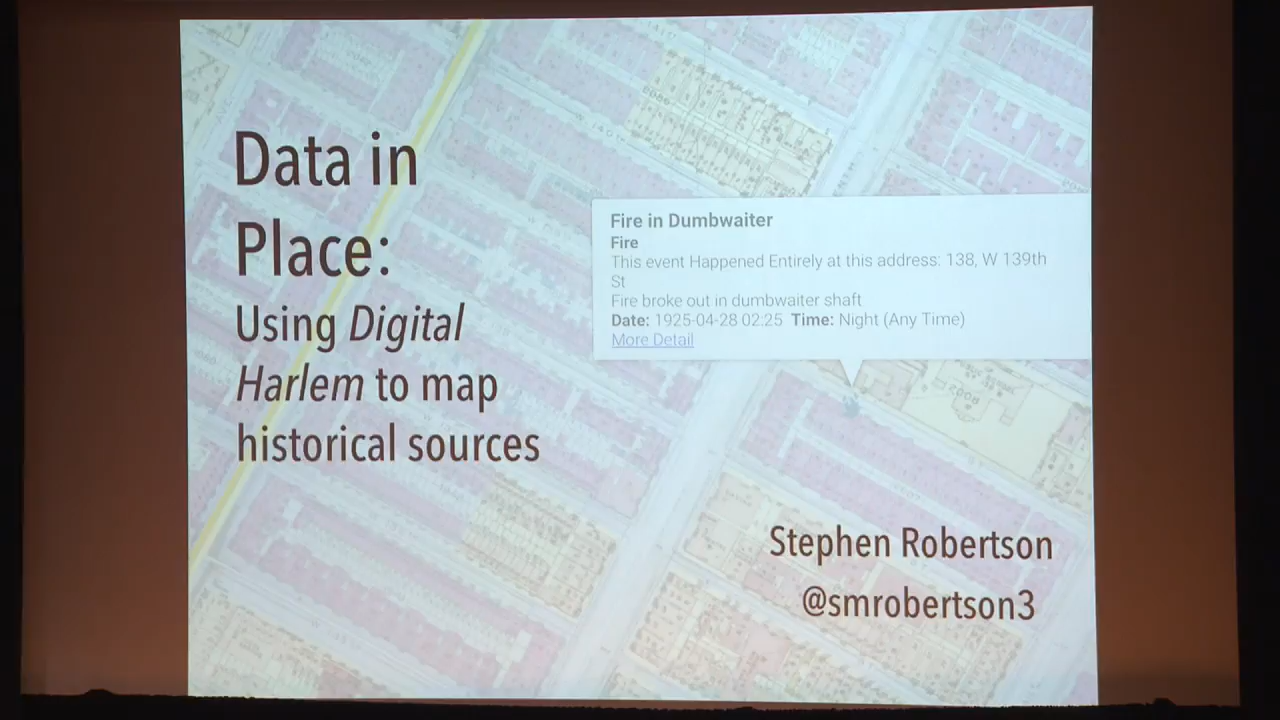 Data in
Place:
Using Digital
Harlem to map
historical sources
Fire in Dumbwaiter
Fire
This event Happened Entirely at this address: 138, W 139th
St
Fire broke out in dumbwaiter shaft
Date: 1925-04-28 02:25 Time: Night (Any Time)
More Detail
Stephen Robertson
@smrobertson3